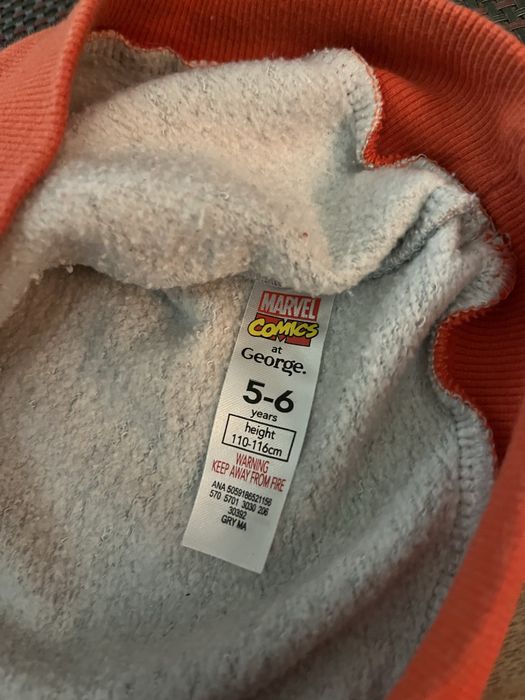 MARVEL
COMICS
at
George.
5-6
years
height
110-116cm
WARNING
KEEP AWAY FROM FIRE
ANA 5059186521156
570 5701 3030 206
30392
GRY MA